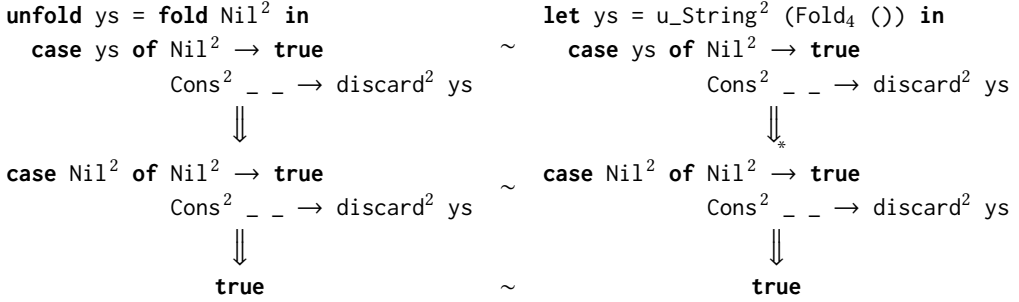 unfold ys = fold Nil² in ∼ let ys = u_String² (Fold₄ ()) in
case ys of Nil² → true case ys of Nil² → true
Cons² _ _ → discard² ys Cons² _ _ → discard² ys
⇓ ⇓*
case Nil² of Nil² → true ∼ case Nil² of Nil² → true
Cons² _ _ → discard² ys Cons² _ _ → discard² ys
⇓ ⇓
true ∼ true